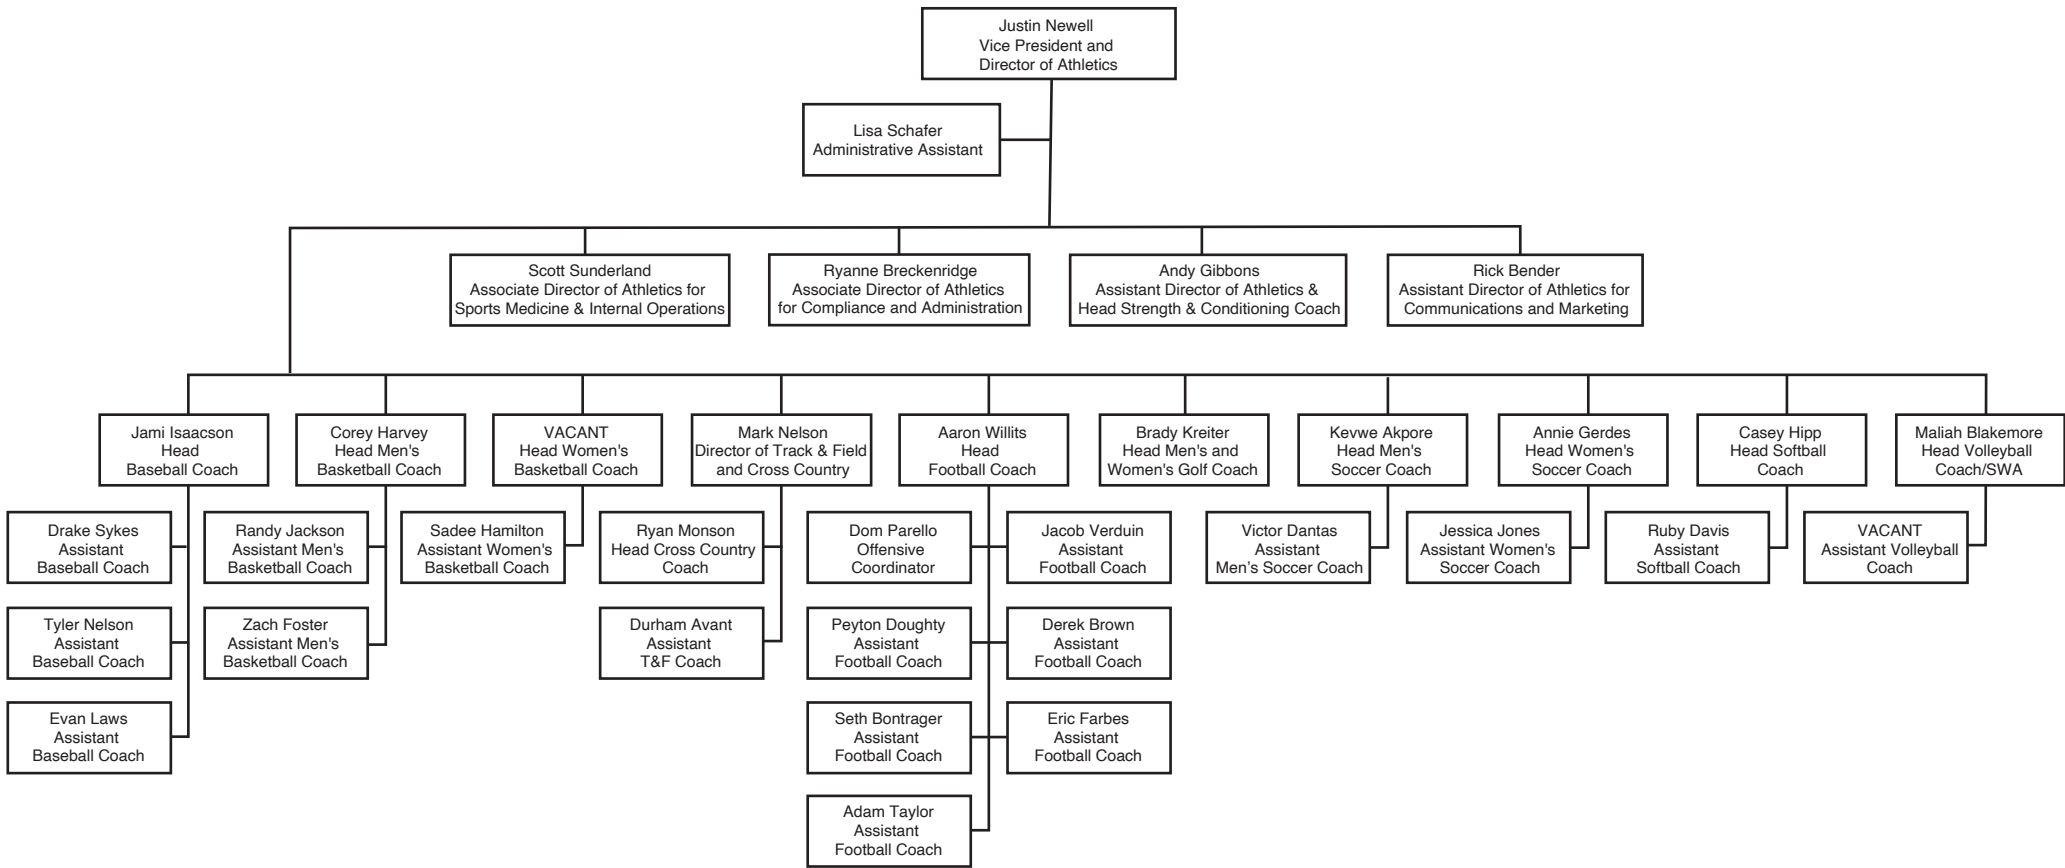 Justin Newell
Vice President and
Director of Athletics
Lisa Schafer
Administrative Assistant
Scott Sunderland
Associate Director of Athletics for
Sports Medicine & Internal Operations
Ryanne Breckenridge
Associate Director of Athletics
for Compliance and Administration
Andy Gibbons
Assistant Director of Athletics &
Head Strength & Conditioning Coach
Rick Bender
Assistant Director of Athletics for
Communications and Marketing
Jami Isaacson
Head
Baseball Coach
Corey Harvey
Head Men's
Basketball Coach
VACANT
Head Women's
Basketball Coach
Mark Nelson
Director of Track & Field
and Cross Country
Aaron Willits
Head
Football Coach
Brady Kreiter
Head Men's and
Women's Golf Coach
Kevwe Akpore
Head Men's
Soccer Coach
Annie Gerdes
Head Women's
Soccer Coach
Casey Hipp
Head Softball
Coach
Maliah Blakemore
Head Volleyball
Coach/SWA
Drake Sykes
Assistant
Baseball Coach
Randy Jackson
Assistant Men's
Basketball Coach
Sadee Hamilton
Assistant Women's
Basketball Coach
Ryan Monson
Head Cross Country
Coach
Dom Parello
Offensive
Coordinator
Jacob Verduin
Assistant
Football Coach
Victor Dantas
Assistant
Men’s Soccer Coach
Jessica Jones
Assistant Women's
Soccer Coach
Ruby Davis
Assistant
Softball Coach
VACANT
Assistant Volleyball
Coach
Tyler Nelson
Assistant
Baseball Coach
Zach Foster
Assistant Men's
Basketball Coach
Durham Avant
Assistant
T&F Coach
Peyton Doughty
Assistant
Football Coach
Derek Brown
Assistant
Football Coach
Evan Laws
Assistant
Baseball Coach
Seth Bontrager
Assistant
Football Coach
Eric Farbes
Assistant
Football Coach
Adam Taylor
Assistant
Football Coach